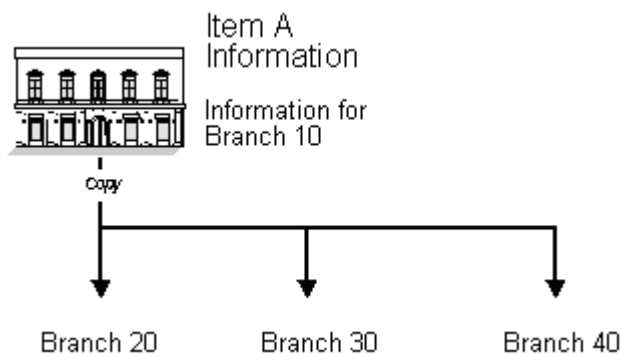 Item A
Information
Information for
Branch 10
Copy
Branch 20
Branch 30
Branch 40